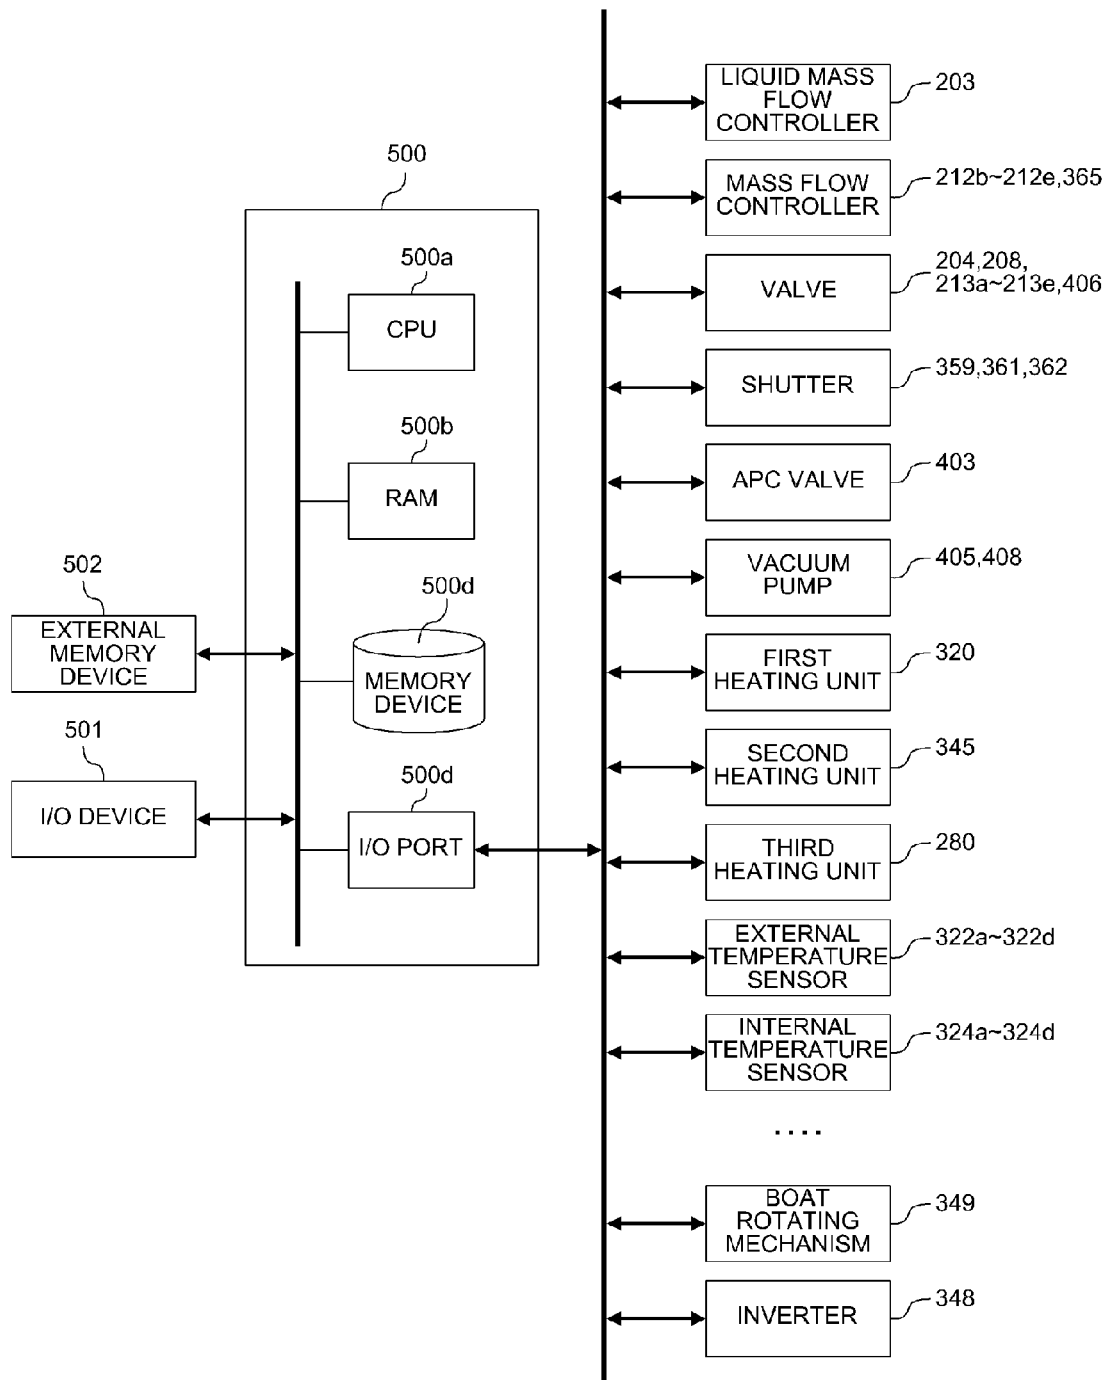 500
500a
CPU
500b
RAM
500d
MEMORY
DEVICE
500d
I/O PORT
502
EXTERNAL
MEMORY
DEVICE
501
I/O DEVICE
LIQUID MASS
FLOW
CONTROLLER
203
MASS FLOW
CONTROLLER
212b~212e,365
VALVE
204,208,
213a~213e,406
SHUTTER
359,361,362
APC VALVE
403
VACUUM
PUMP
405,408
FIRST
HEATING UNIT
320
SECOND
HEATING UNIT
345
THIRD
HEATING UNIT
280
EXTERNAL
TEMPERATURE
SENSOR
322a~322d
INTERNAL
TEMPERATURE
SENSOR
324a~324d
....
BOAT
ROTATING
MECHANISM
349
INVERTER
348